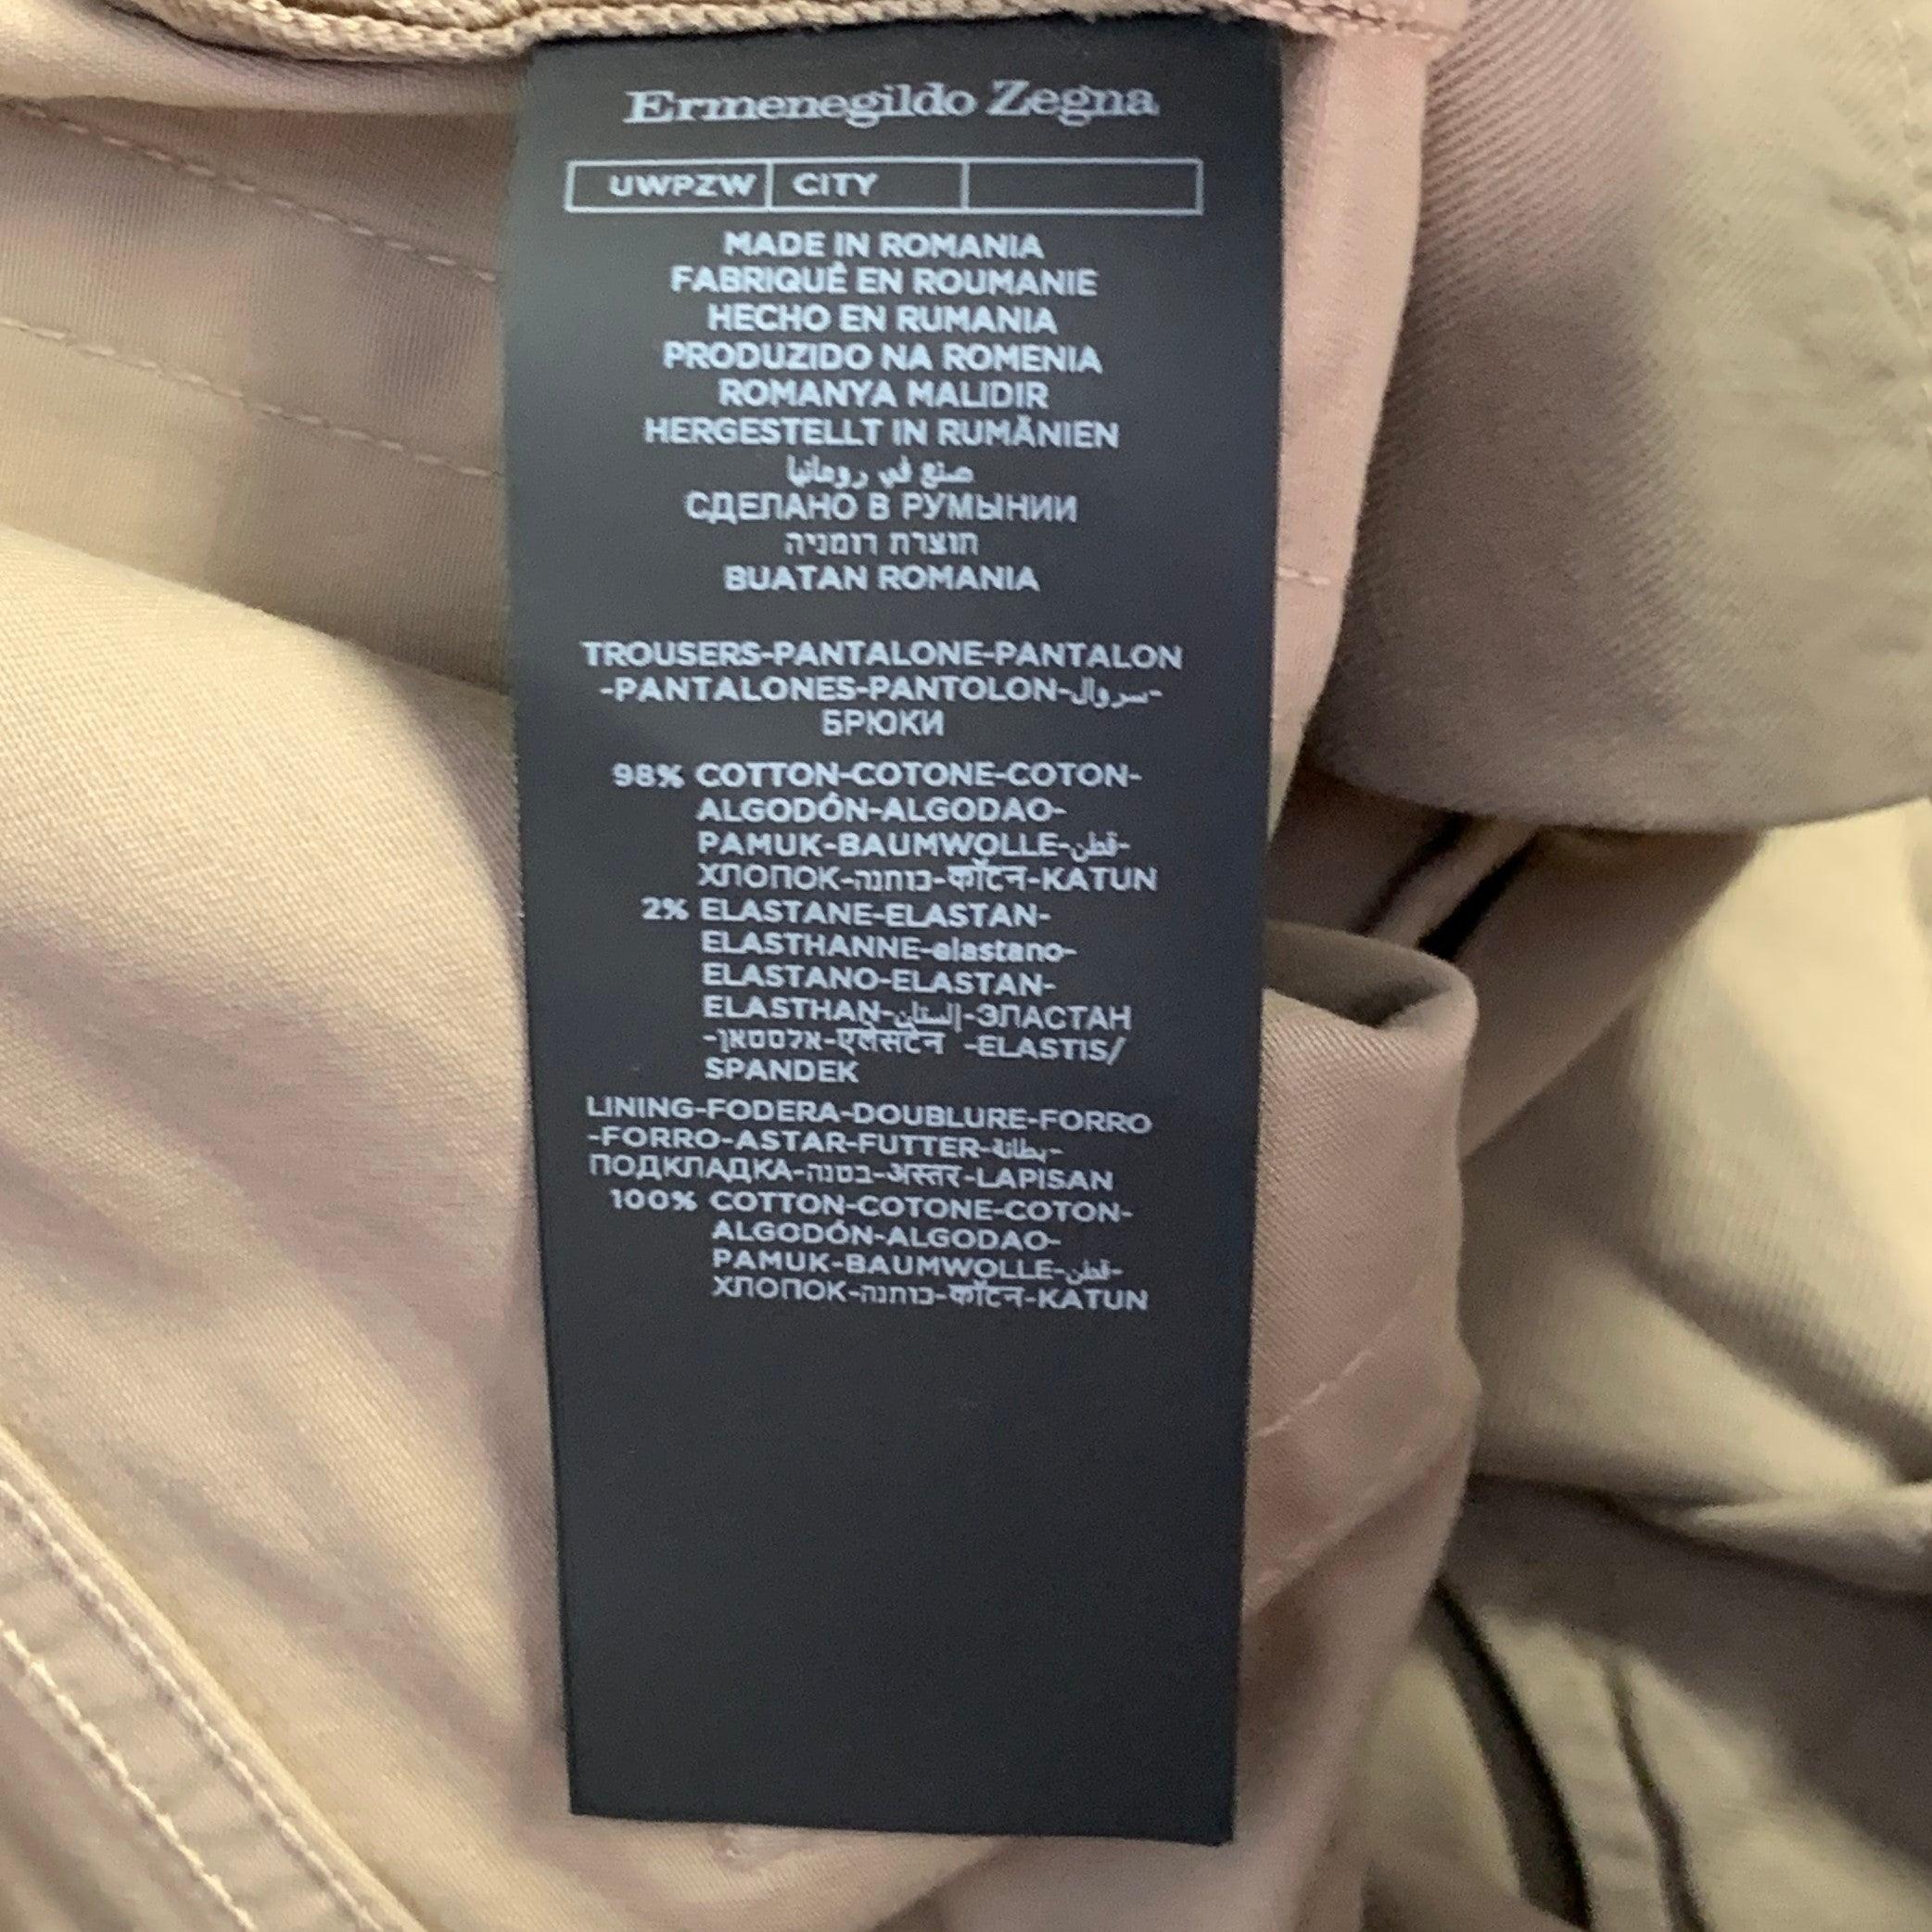 Ermenegildo Zegna
UWPZW CITY
MADE IN ROMANIA
FABRIQUÉ EN ROUMANIE
HECHO EN RUMANIA
PRODUZIDO NA ROMENIA
ROMANYA MALIDIR
HERGESTELLT IN RUMÄNIEN
صنع في رومانيا
СДЕЛАНО В РУМЫНИИ
תוצרת רומניה
BUATAN ROMANIA
TROUSERS-PANTALONE-PANTALON
-PANTALONES-PANTOLON-سروال-
БРЮКИ
98% COTTON-COTONE-COTON-
ALGODÓN-ALGODAO-
PAMUK-BAUMWOLLE-قطن-
ХЛОПОК-כותנה-कॉटन-KATUN
2% ELASTANE-ELASTAN-
ELASTHANNE-elastano-
ELASTANO-ELASTAN-
ELASTHAN-إلستان-ЭЛАСТАН
-אלסטאן-एलेस्टेन -ELASTIS/
SPANDEK
LINING-FODERA-DOUBLURE-FORRO
-FORRO-ASTAR-FUTTER-بطانة-
ПОДКЛАДКА-בטנה-अस्तर-LAPISAN
100% COTTON-COTONE-COTON-
ALGODÓN-ALGODAO-
PAMUK-BAUMWOLLE-قطن-
ХЛОПОК-כותנה-कॉटन-KATUN